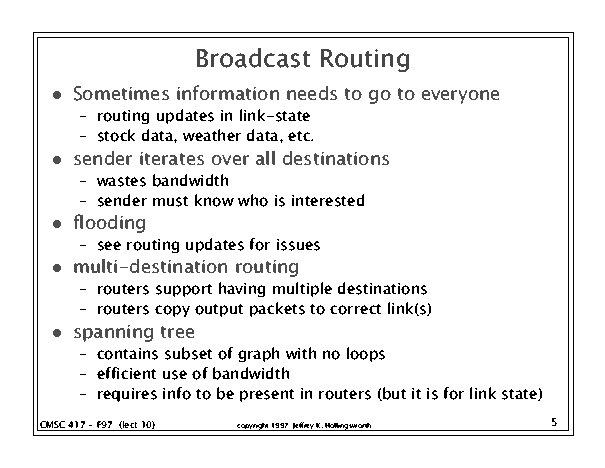 Broadcast Routing
● Sometimes information needs to go to everyone
– routing updates in link-state
– stock data, weather data, etc.
● sender iterates over all destinations
– wastes bandwidth
– sender must know who is interested
● flooding
– see routing updates for issues
● multi-destination routing
– routers support having multiple destinations
– routers copy output packets to correct link(s)
● spanning tree
– contains subset of graph with no loops
– efficient use of bandwidth
– requires info to be present in routers (but it is for link state)
CMSC 417 - F97 (lect 10)
copyright 1997 Jeffrey K. Hollingsworth
5